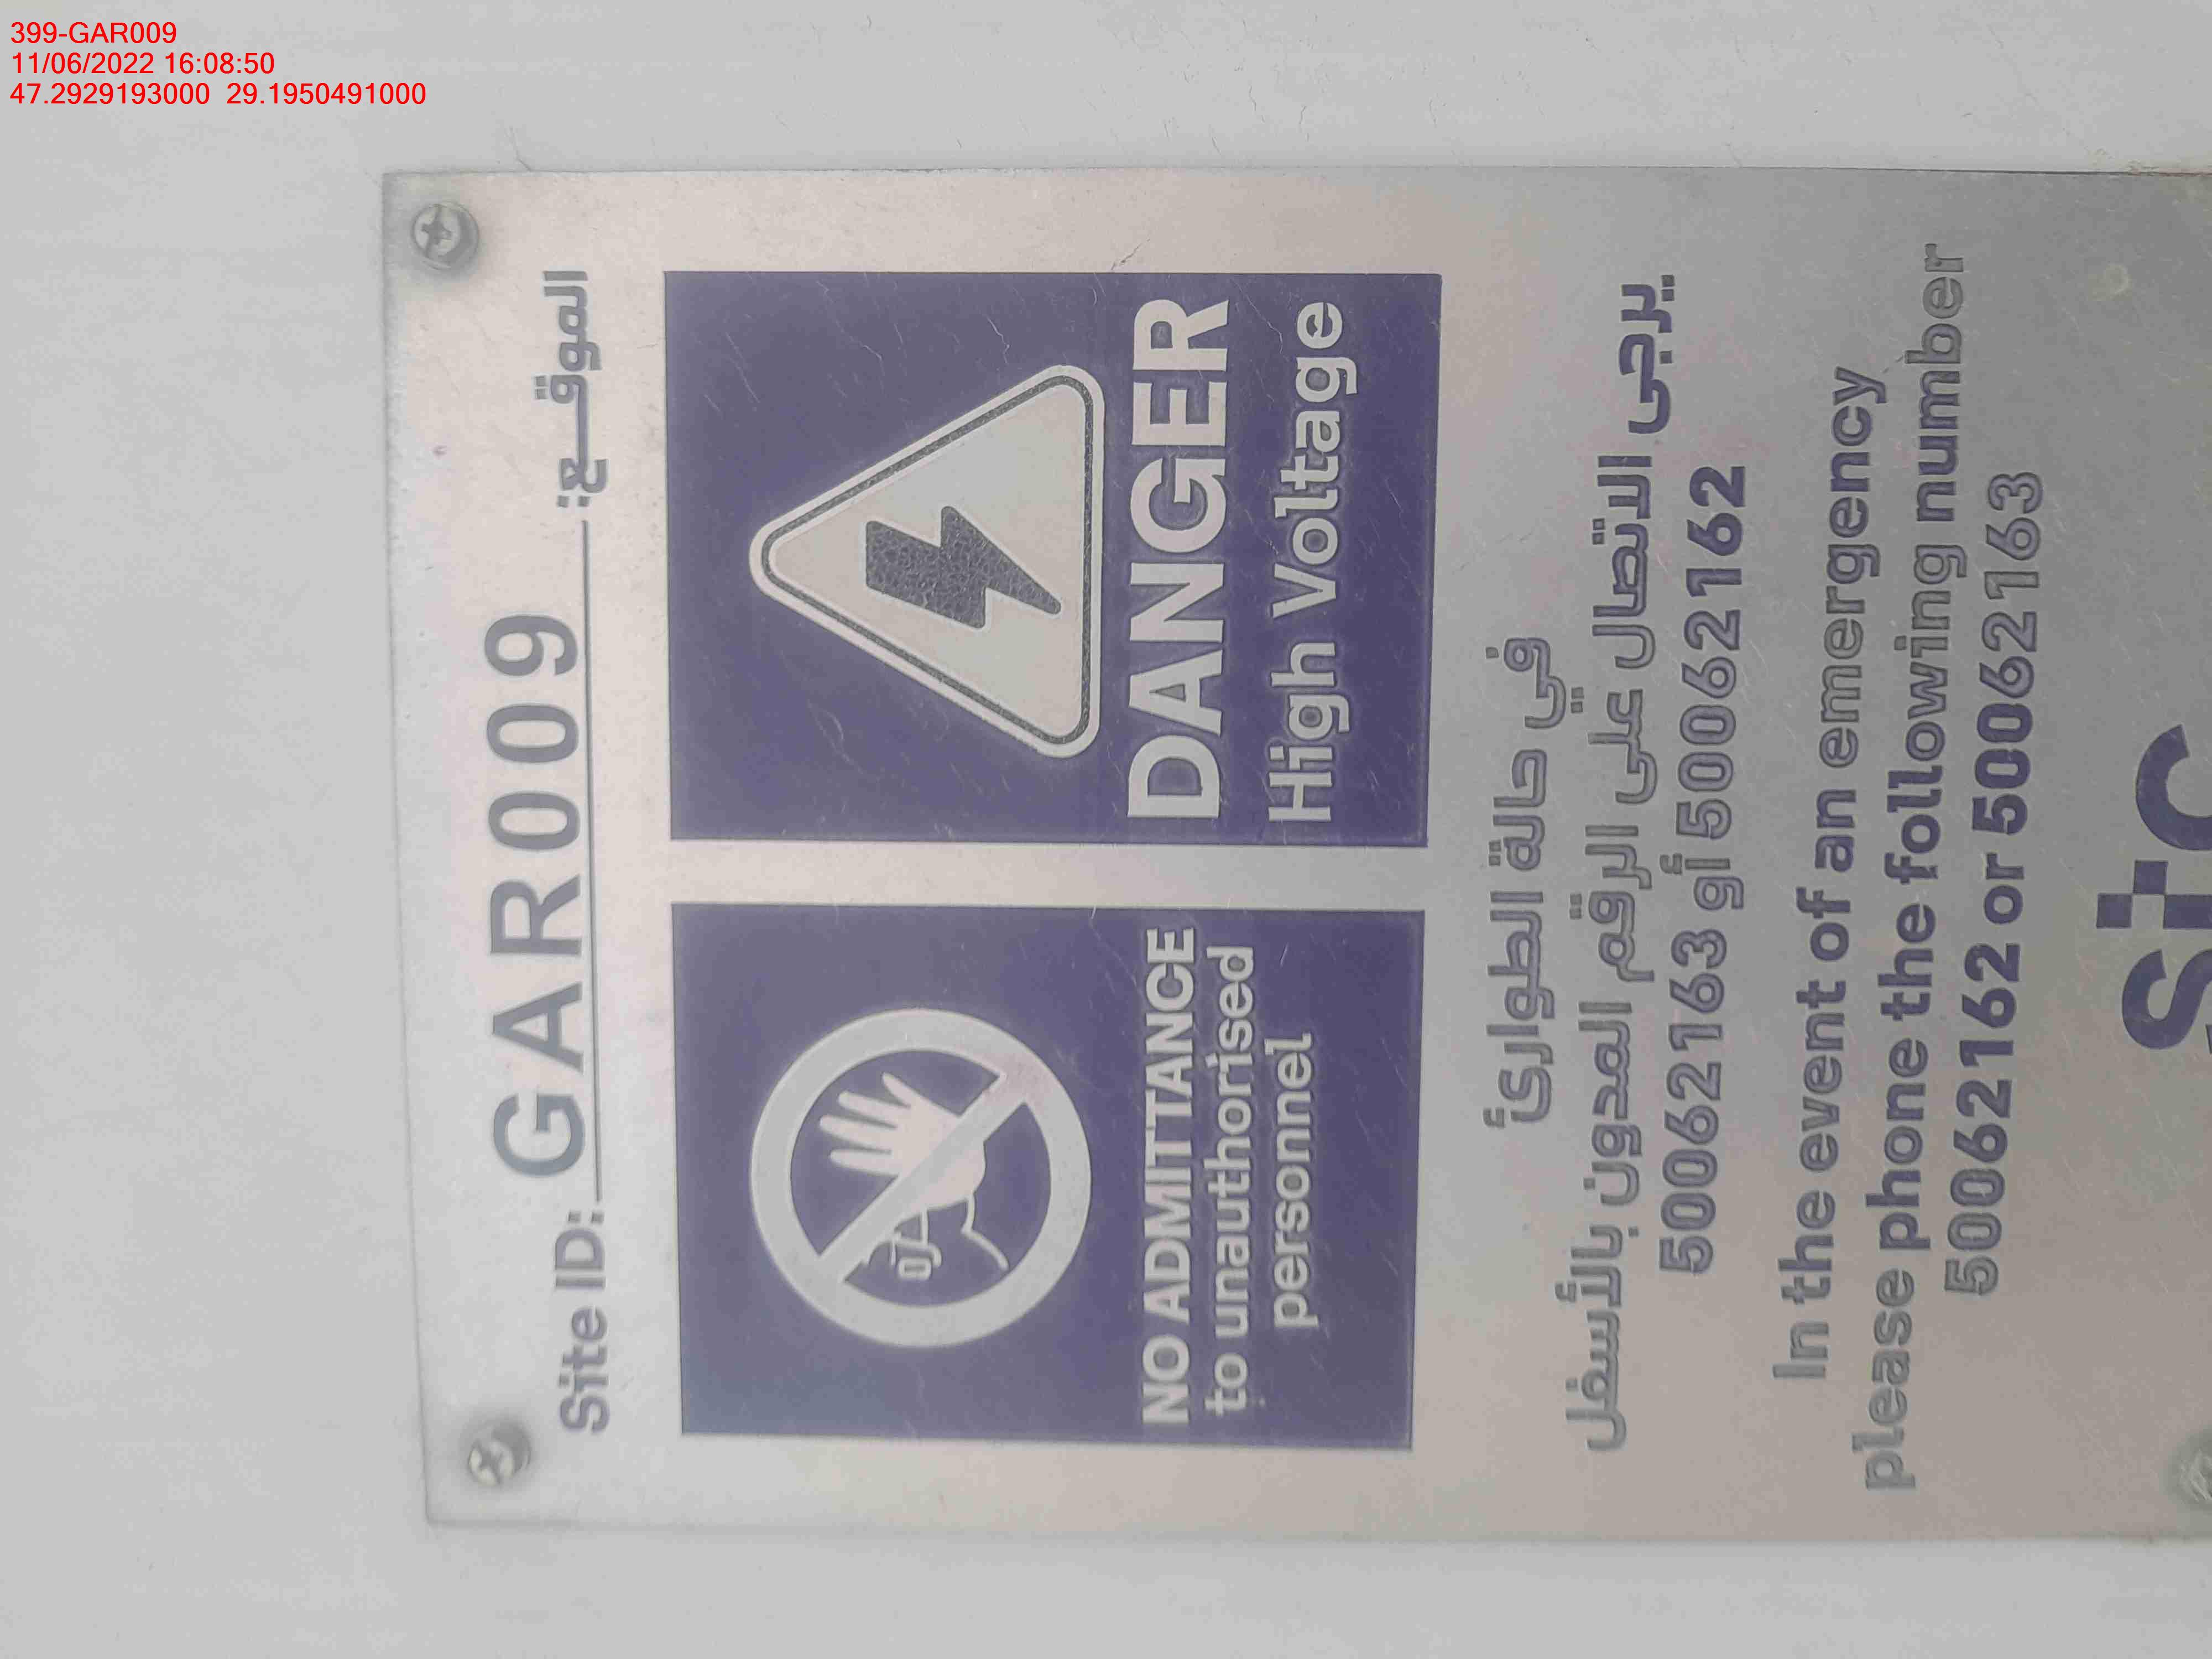 399-GAR009
11/06/2022 16:08:50
47.2929193000 29.1950491000
Site ID: GAR009 الموقـــع:
NO ADMITTANCE
to unauthorised
personnel
DANGER
High Voltage
في حالة الطوارئ
يرجى الاتصال على الرقم المدون بالأسفل
50062162 أو 50062163
In the event of an emergency
please phone the following number
50062162 or 50062163
stc